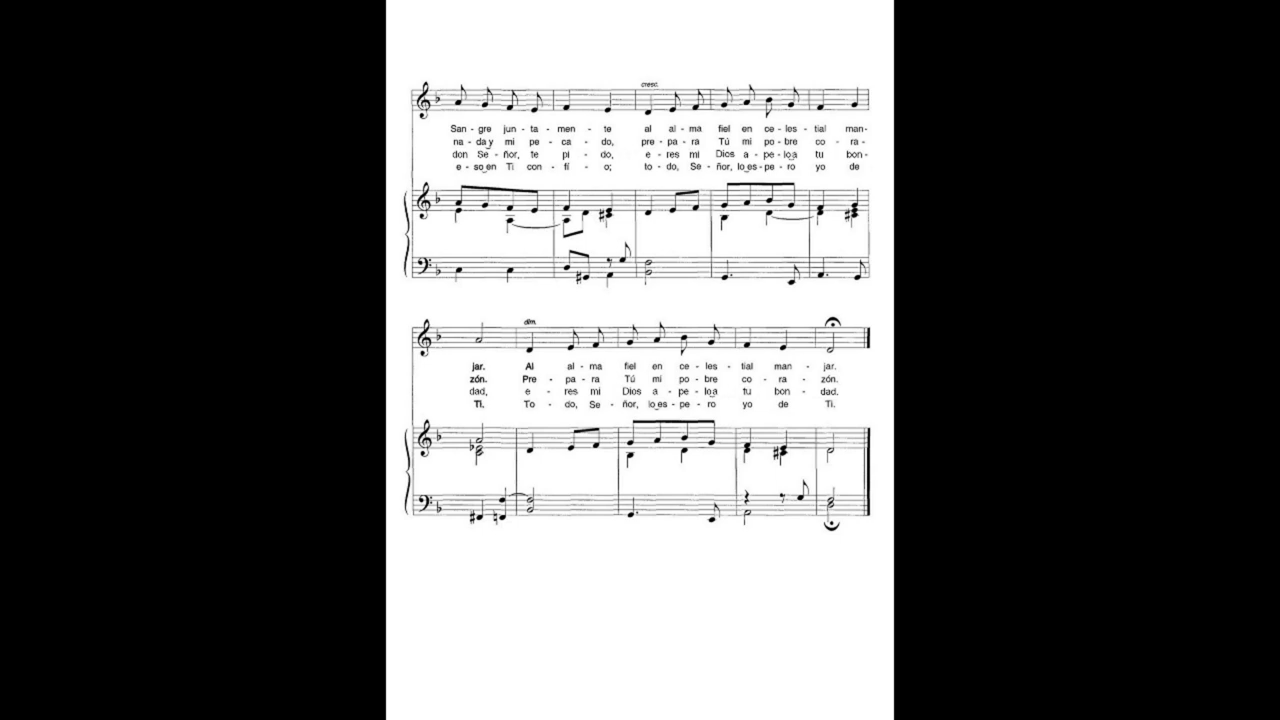 cresc.
San - gre jun - ta - men - te al al - ma fiel en ce - les - tial man-
na - da y mi pe - ca - do, pre - pa - ra Tú mi po - bre co - ra -
don Se - ñor, te pi - do, e - res mi Dios a - pe - lo a tu bon-
e - so en Ti con - fí - o; to - do, Se - ñor, lo es - pe - ro yo de
dim.
jar. Al al - ma fiel en ce - les - tial man - jar.
zón. Pre - pa - ra Tú mi po - bre co - ra - zón.
dad, e - res mi Dios a - pe - lo a tu bon - dad.
Ti. To - do, Se - ñor, lo es - pe - ro yo de Ti.